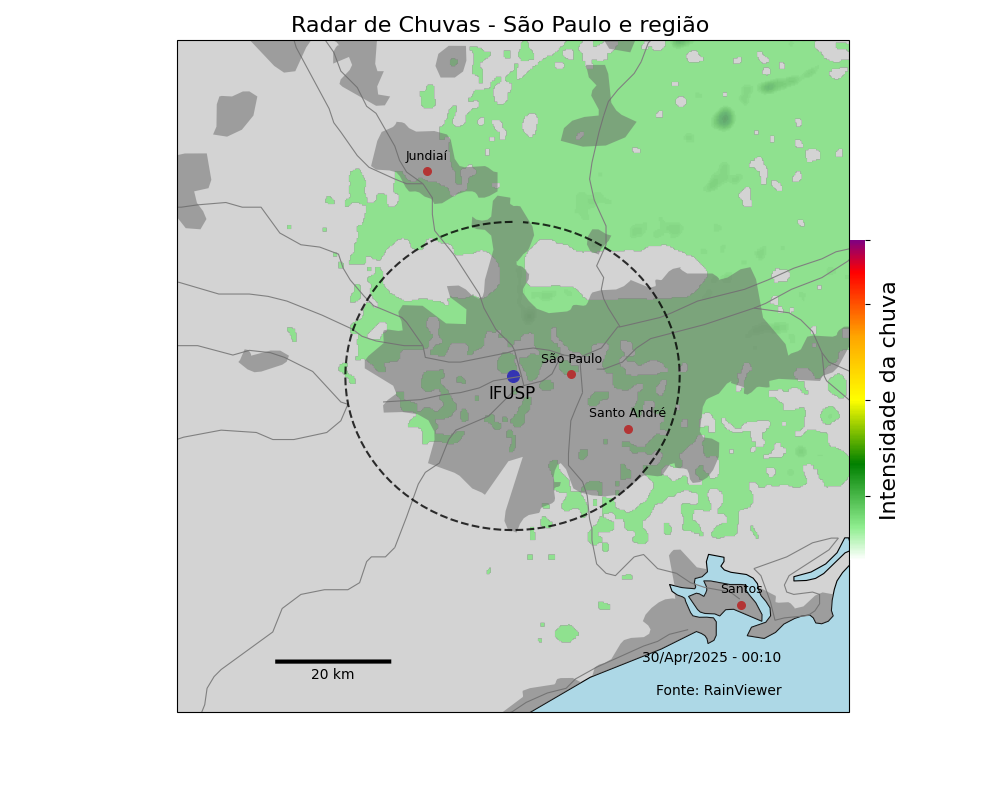 Radar de Chuvas - São Paulo e região
Jundiaí
São Paulo
IFUSP
Santo André
Intensidade da chuva
Santos
30/Apr/2025 - 00:10
20 km
Fonte: RainViewer